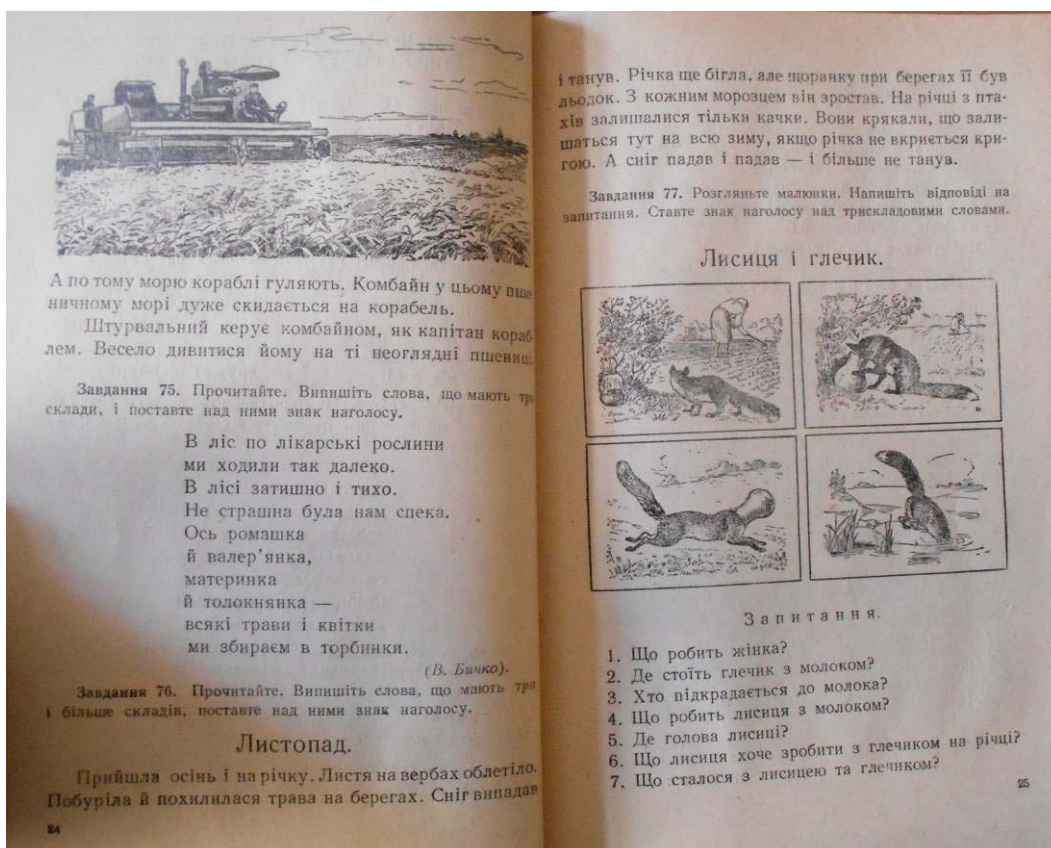 А по тому морю кораблі гуляють. Комбайн у цьому пше-
ничному морі дуже скидається на корабель.
Штурвальний керує комбайном, як капітан кораб-
лем. Весело дивитися йому на ті неоглядні пшениці.
Завдання 75. Прочитайте. Випишіть слова, що мають три
склади, і поставте над ними знак наголосу.
В ліс по лікарські рослини
ми ходили так далеко.
В лісі затишно і тихо.
Не страшна була нам спека.
Ось ромашка
й валер’янка,
материнка
й толокнянка —
всякі трави і квітки
ми збираєм в торбинки.
(В. Бичко).
Завдання 76. Прочитайте. Випишіть слова, що мають три
і більше складів, поставте над ними знак наголосу.
Листопад.
Прийшла осінь і на річку. Листя на вербах облетіло.
Побуріла й похилилася трава на берегах. Сніг випадав
24
і танув. Річка ще бігла, але щоранку при берегах її був
льодок. З кожним морозцем він зростав. На річці з пта-
хів залишалися тільки качки. Вони крякали, що зали-
шаться тут на всю зиму, якщо річка не вкриється кри-
гою. А сніг падав і падав — і більше не танув.
Завдання 77. Розгляньте малюнки. Напишіть відповіді на
запитання. Ставте знак наголосу над трискладовими словами.
Лисиця і глечик.
Запитання.
1. Що робить жінка?
2. Де стоїть глечик з молоком?
3. Хто підкрадається до молока?
4. Що робить лисиця з молоком?
5. Де голова лисиці?
6. Що лисиця хоче зробити з глечиком на річці?
7. Що сталося з лисицею та глечиком?
25